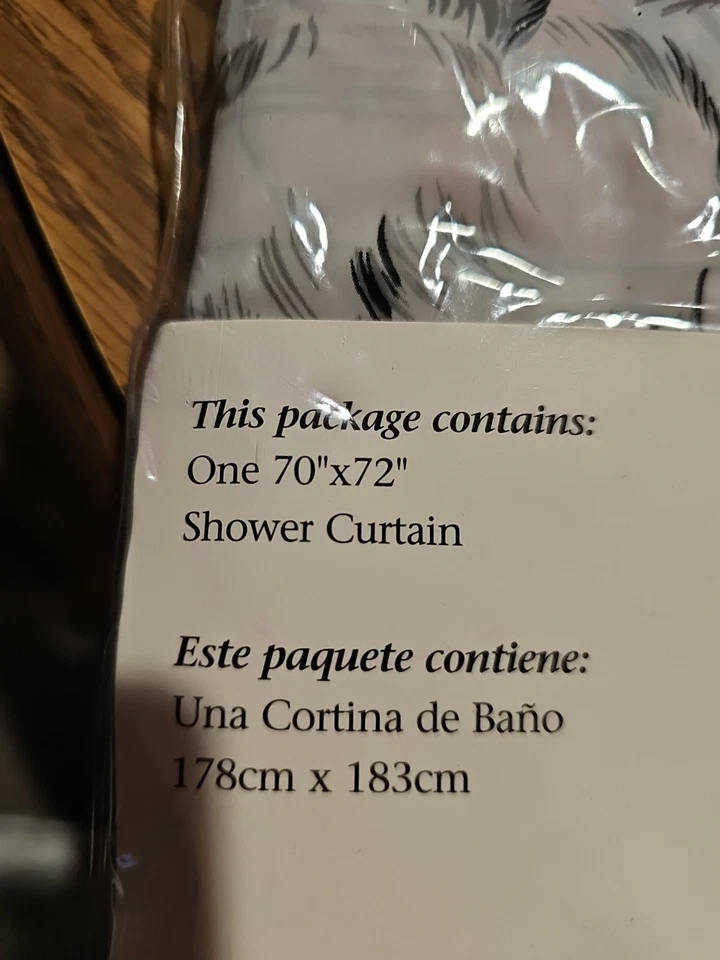 This package contains:
One 70"x72"
Shower Curtain
Este paquete contiene:
Una Cortina de Baño
178cm x 183cm